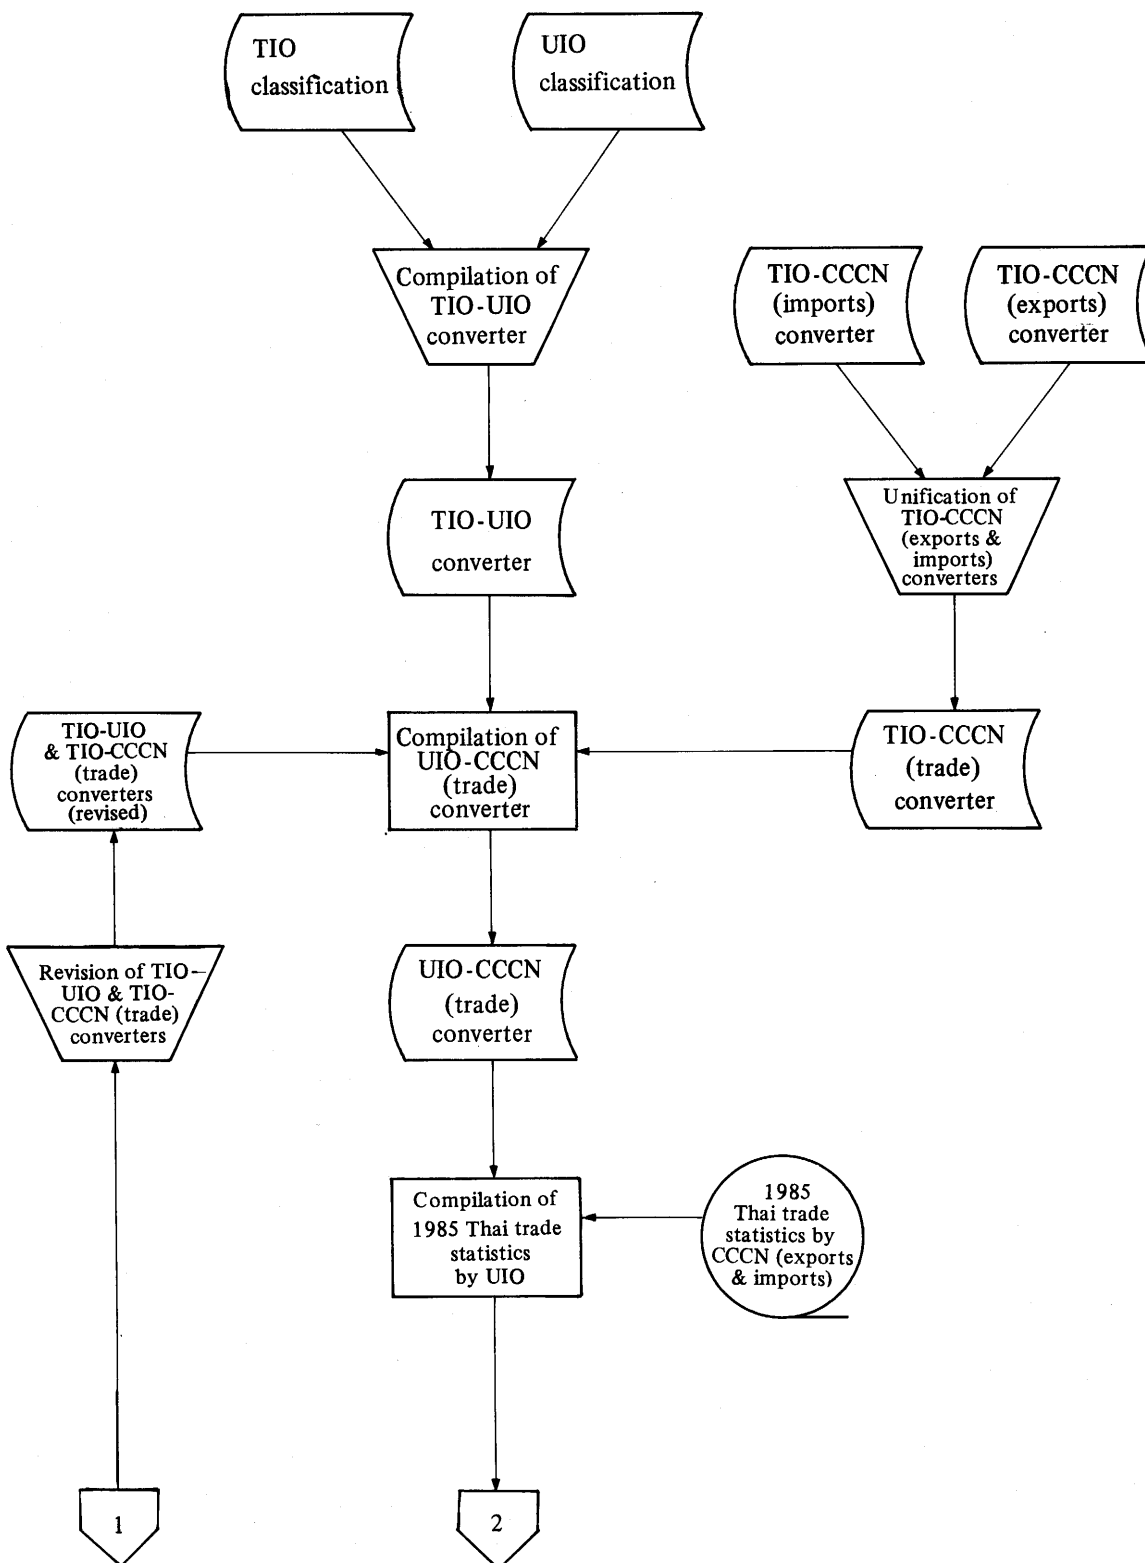 TIO
classification
UIO
classification
Compilation of
TIO-UIO
converter
TIO-CCCN
(imports)
converter
TIO-CCCN
(exports)
converter
TIO-UIO
converter
Unification of
TIO-CCCN
(exports &
imports)
converters
TIO-UIO
& TIO-CCCN
(trade)
converters
(revised)
Compilation of
UIO-CCCN
(trade)
converter
TIO-CCCN
(trade)
converter
Revision of TIO–
UIO & TIO-
CCCN (trade)
converters
UIO-CCCN
(trade)
converter
Compilation of
1985 Thai trade
statistics
by UIO
1985
Thai trade
statistics by
CCCN (exports
& imports)
1
2